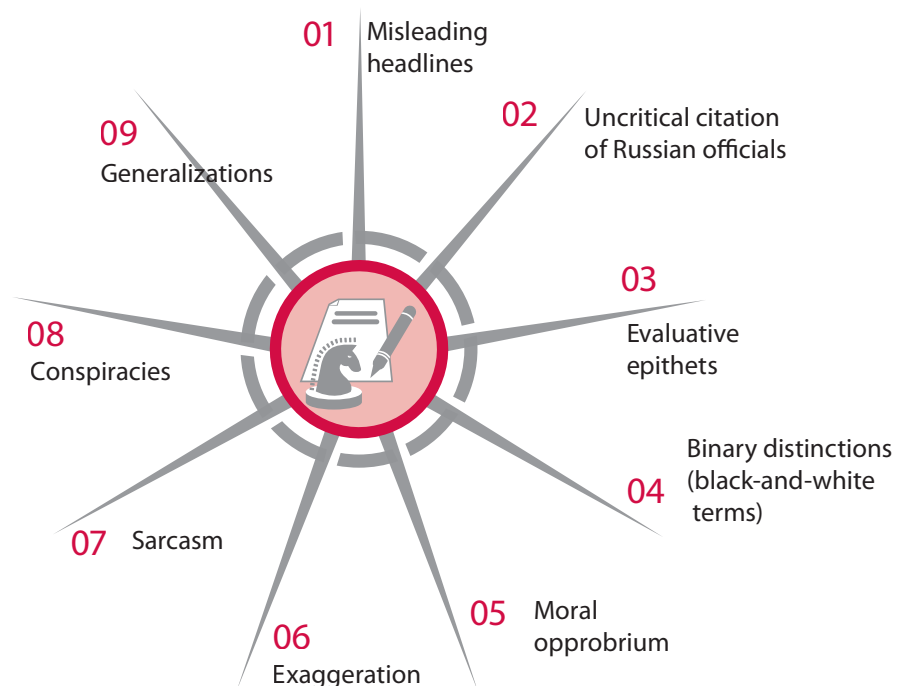 01
Misleading
headlines
02
Uncritical citation
of Russian officials
03
Evaluative
epithets
04
Binary distinctions
(black-and-white
terms)
05
Moral
opprobrium
06
Exaggeration
07
Sarcasm
08
Conspiracies
09
Generalizations